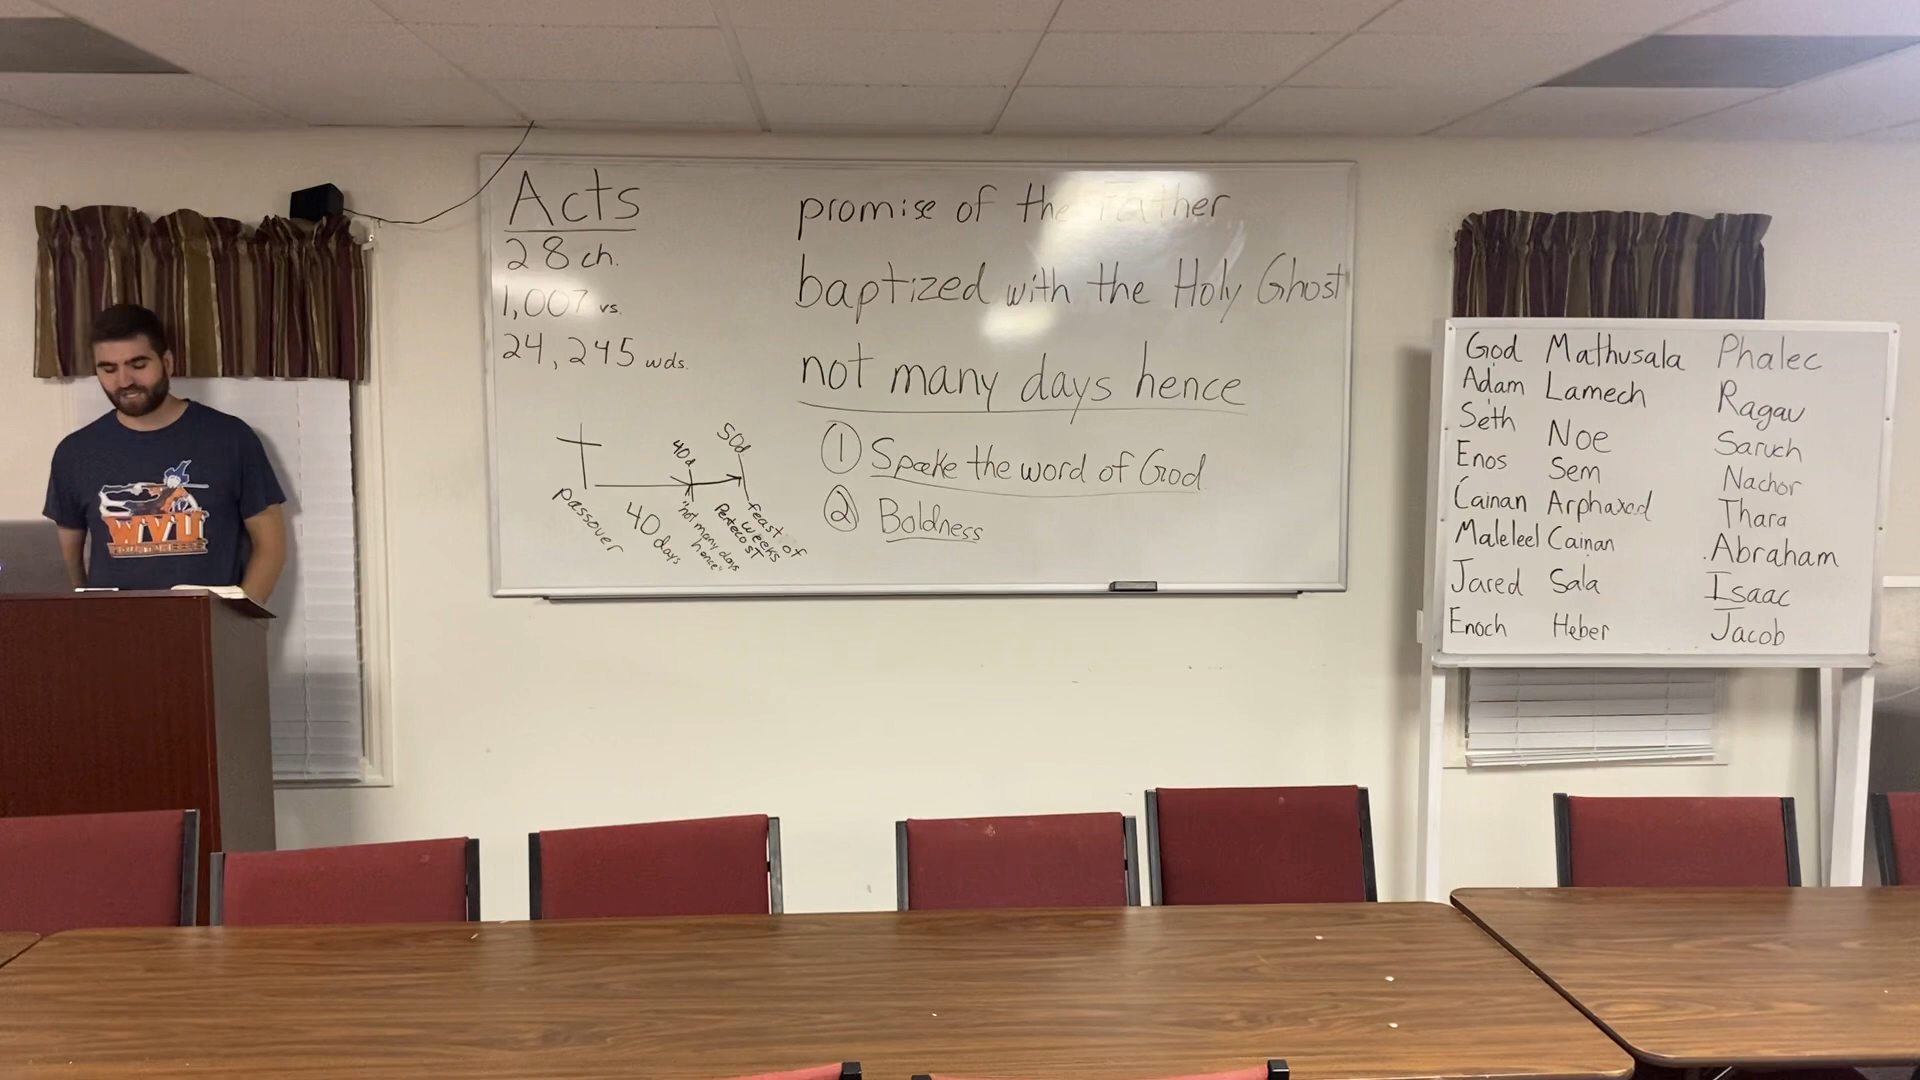 Acts
28 ch.
1,007 vs.
24,245 wds.
promise of the Father
baptized with the Holy Ghost
not many days hence
① Spake the word of God
② Boldness
40d
50d
passover
40 days
"not many days
hence"
feast of
weeks
Pentecost
WVU
God Mathusala Phalec
Adam Lamech Ragau
Seth Noe Saruch
Enos Sem Nachor
Cainan Arphaxad Thara
Maleleel Cainan Abraham
Jared Sala Isaac
Enoch Heber Jacob